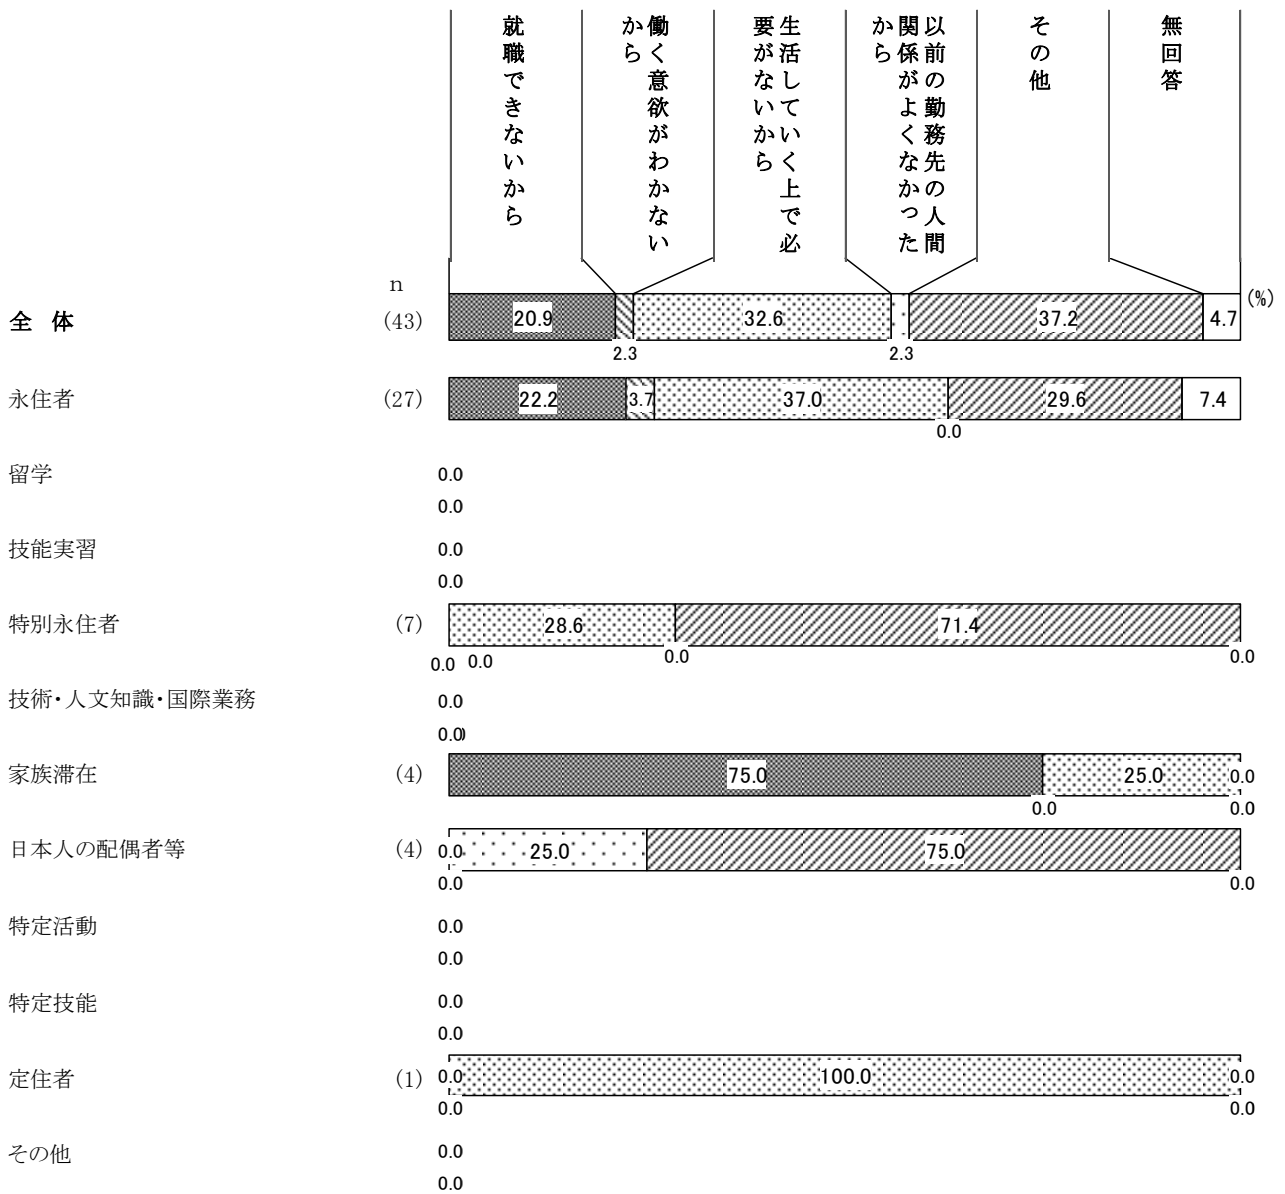 就職できないから
働く意欲がわかない
から
生活していく上で必
要がないから
以前の勤務先の人間
関係がよくなかった
から
その他
無回答
n
(%)
全 体 (43) 20.9 32.6 37.2 4.7
2.3 2.3
永住者 (27) 22.2 3.7 37.0 29.6 7.4
0.0
留学 0.0
0.0
技能実習 0.0
0.0
特別永住者 (7) 28.6 71.4
0.0 0.0 0.0 0.0
技術・人文知識・国際業務 0.0
0.0
家族滞在 (4) 75.0 25.0 0.0
0.0 0.0
日本人の配偶者等 (4) 0.0 25.0 75.0
0.0 0.0
特定活動 0.0
0.0
特定技能 0.0
0.0
定住者 (1) 0.0 100.0 0.0
0.0 0.0
その他 0.0
0.0